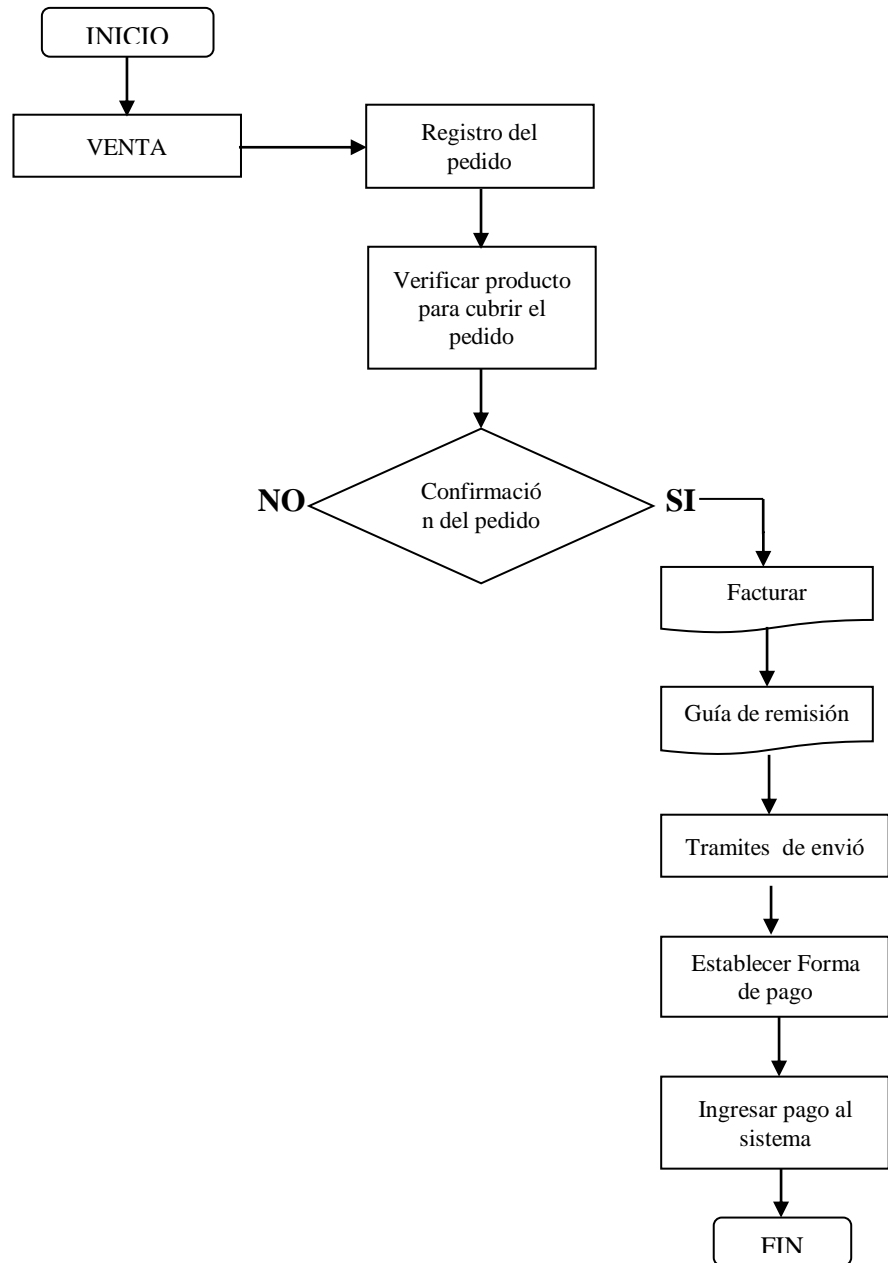 INICIO
VENTA
Registro del
pedido
Verificar producto
para cubrir el
pedido
NO
Confirmació
n del pedido
SI
Facturar
Guía de remisión
Tramites de envió
Establecer Forma
de pago
Ingresar pago al
sistema
FIN